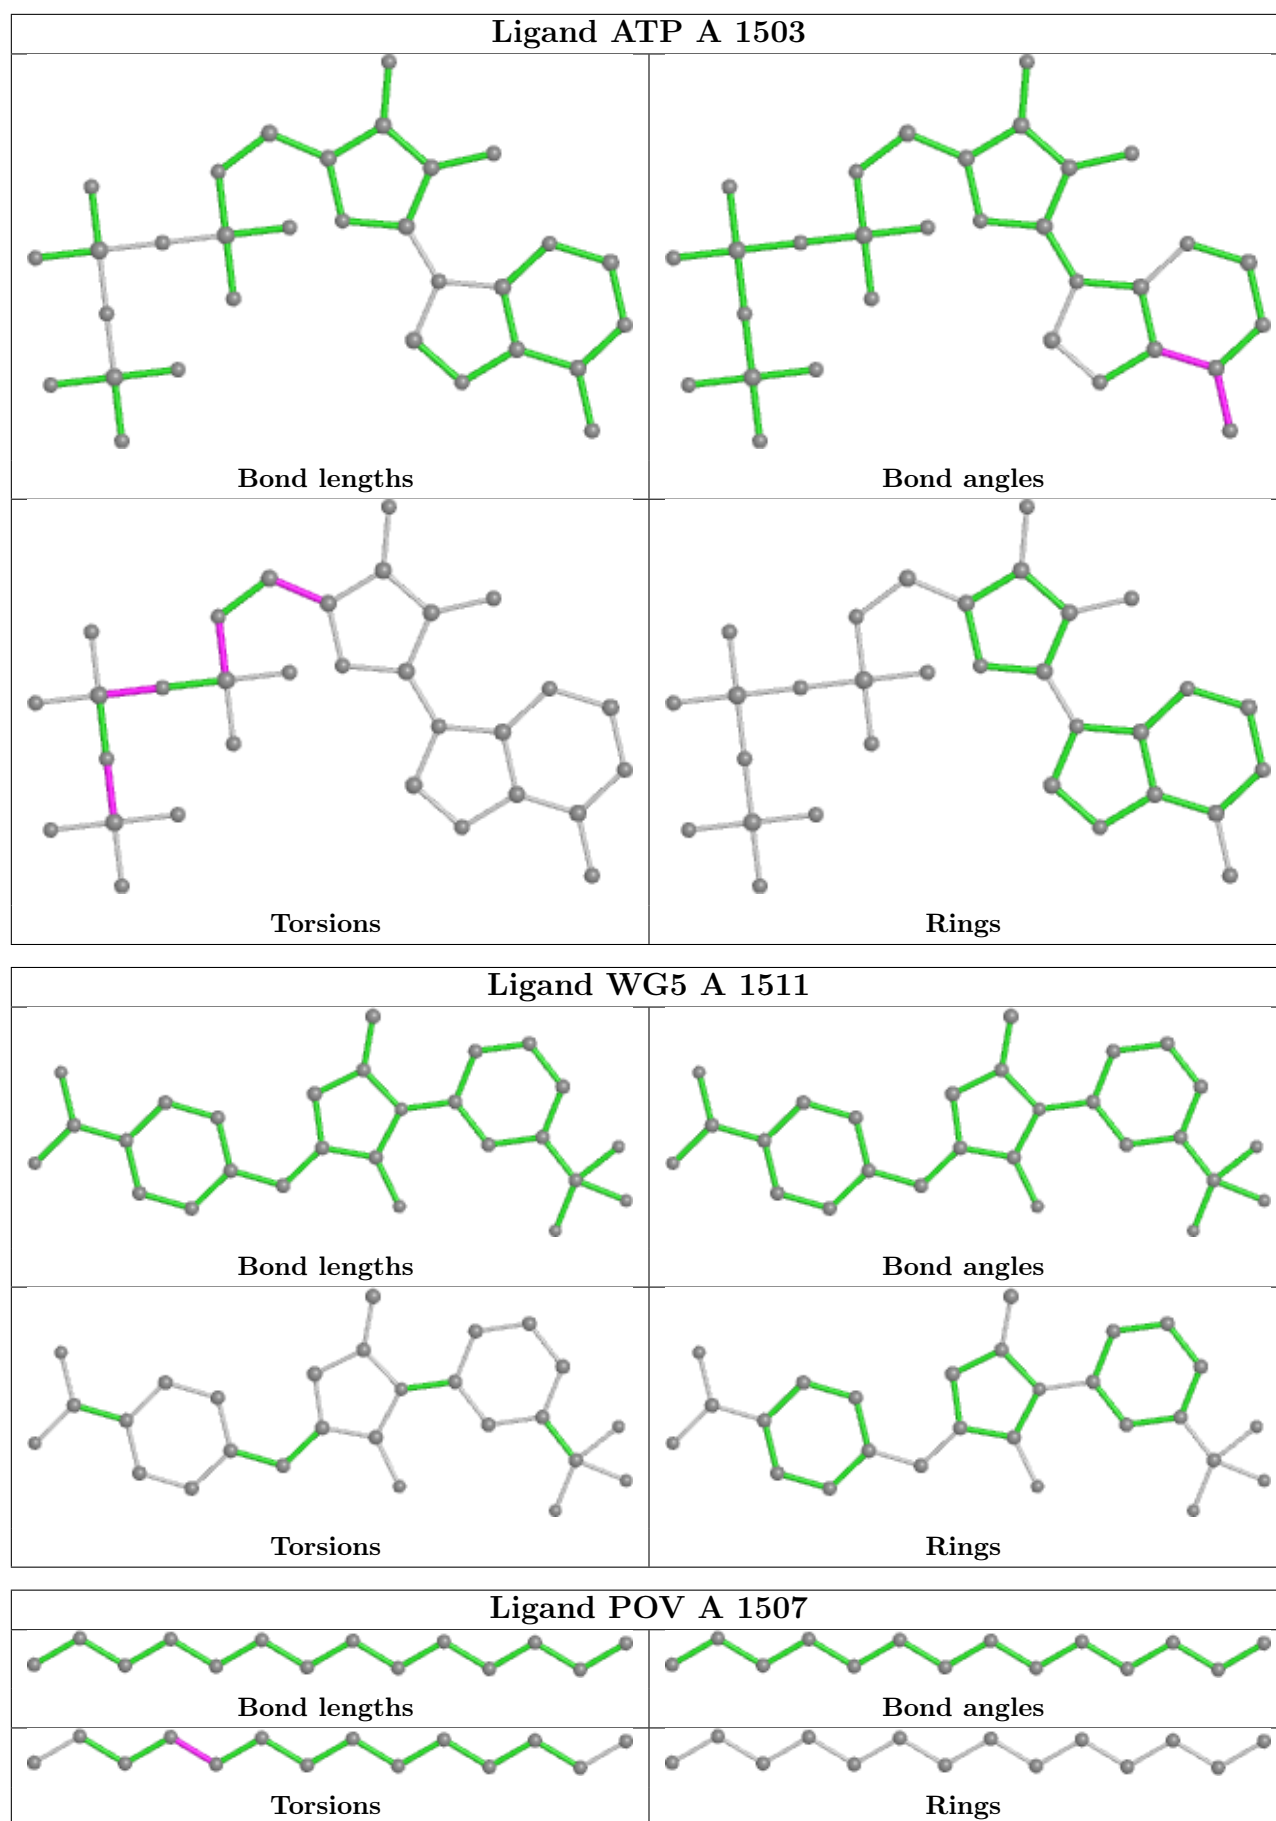 Ligand ATP A 1503
Bond lengths
Bond angles
Torsions
Rings
Ligand WG5 A 1511
Bond lengths
Bond angles
Torsions
Rings
Ligand POV A 1507
Bond lengths
Bond angles
Torsions
Rings